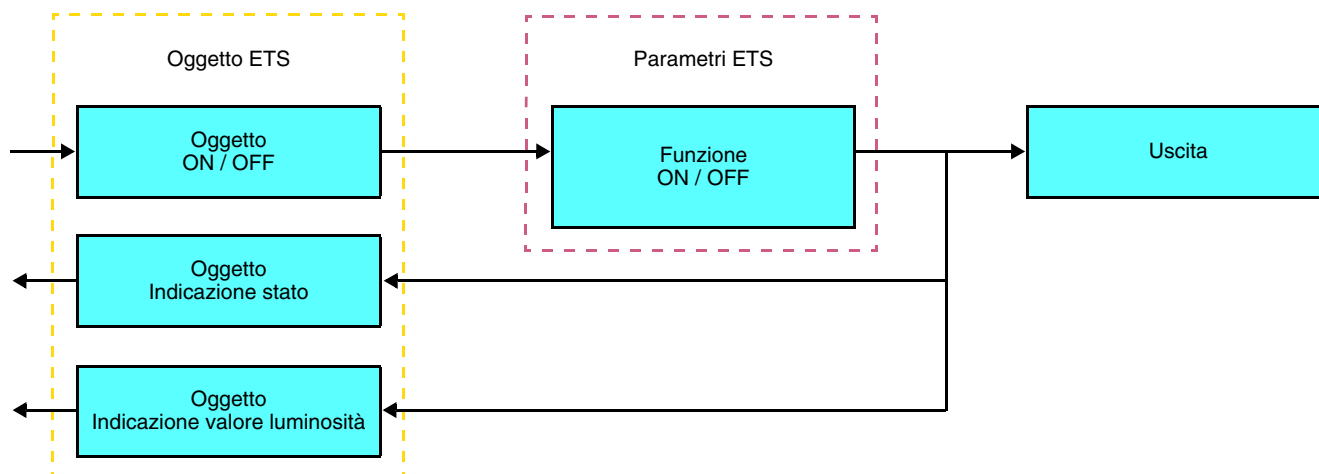 Oggetto ETS
Parametri ETS
Oggetto
ON / OFF
Funzione
ON / OFF
Uscita
Oggetto
Indicazione stato
Oggetto
Indicazione valore luminosità